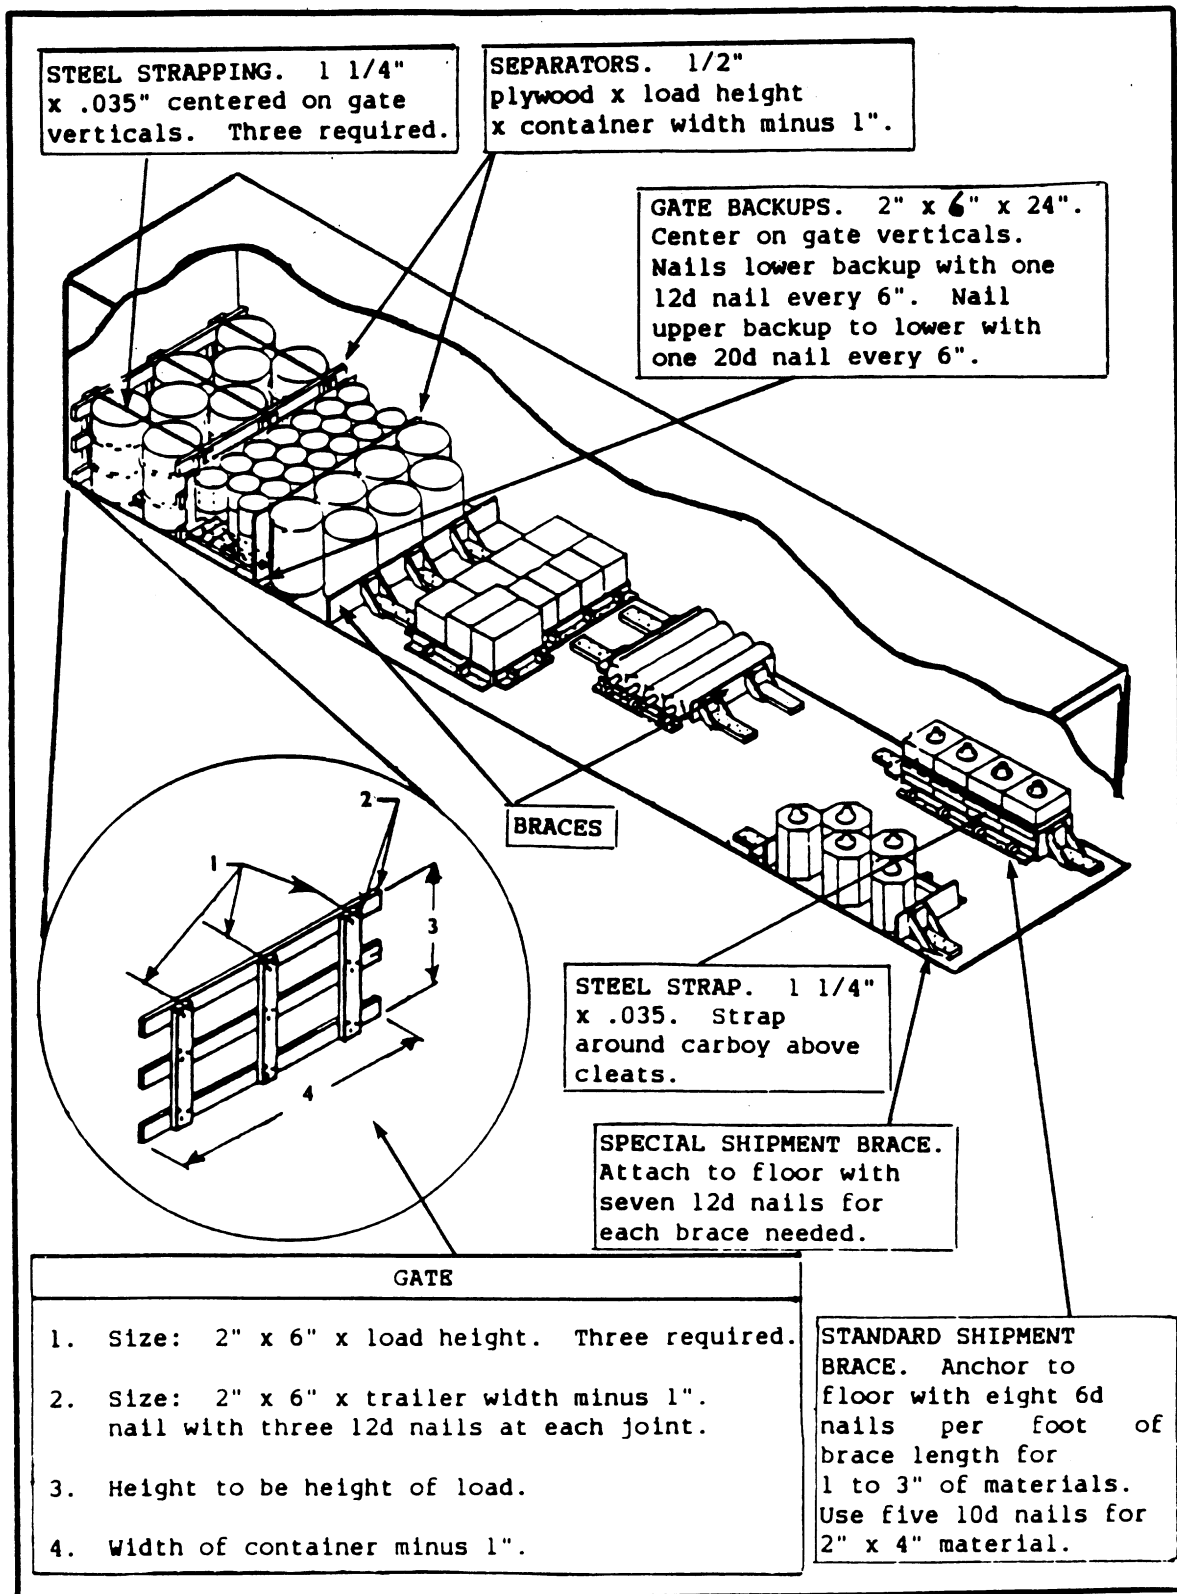 STEEL STRAPPING. 1 1/4"
x .035" centered on gate
verticals. Three required.
SEPARATORS. 1/2"
plywood x load height
x container width minus 1".
GATE BACKUPS. 2" x 6" x 24".
Center on gate verticals.
Nails lower backup with one
12d nail every 6". Nail
upper backup to lower with
one 20d nail every 6".
BRACES
1
2
3
4
STEEL STRAP. 1 1/4"
x .035. Strap
around carboy above
cleats.
SPECIAL SHIPMENT BRACE.
Attach to floor with
seven 12d nails for
each brace needed.
GATE
1. Size: 2" x 6" x load height. Three required.
2. Size: 2" x 6" x trailer width minus 1".
nail with three 12d nails at each joint.
3. Height to be height of load.
4. Width of container minus 1".
STANDARD SHIPMENT
BRACE. Anchor to
floor with eight 6d
nails per foot of
brace length for
1 to 3" of materials.
Use five 10d nails for
2" x 4" material.